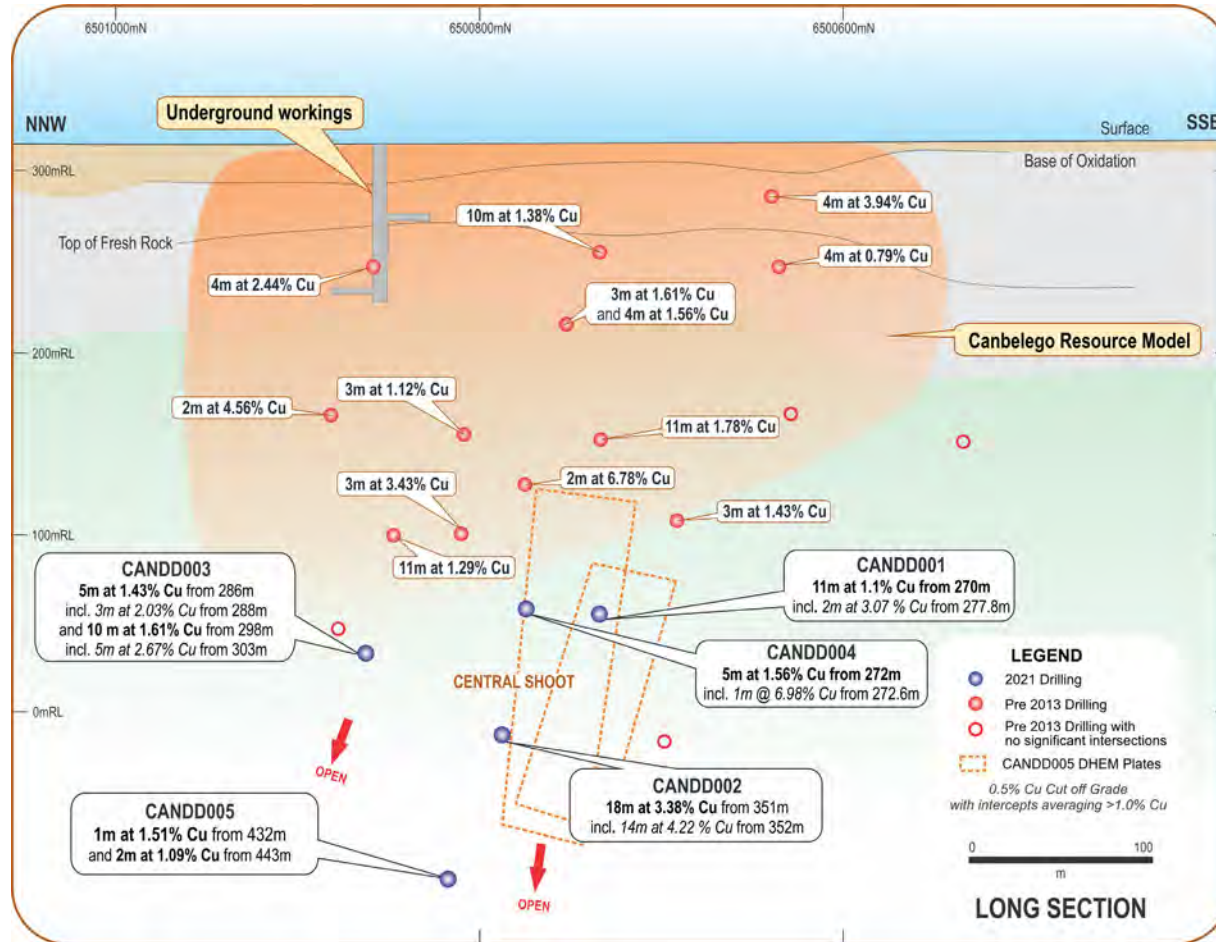 6501000mN
6500800mN
6500600mN
Underground workings
NNW
Surface
Base of Oxidation
300mRL
10m at 1.38% Cu
4m at 3.94% Cu
Top of Fresh Rock
4m at 2.44% Cu
4m at 0.79% Cu
3m at 1.61% Cu
and 4m at 1.56% Cu
Canbelego Resource Model
200mRL
3m at 1.12% Cu
2m at 4.56% Cu
11m at 1.78% Cu
3m at 3.43% Cu
2m at 6.78% Cu
3m at 1.43% Cu
100mRL
11m at 1.29% Cu
CANDD003
5m at 1.43% Cu from 286m
incl. 3m at 2.03% Cu from 288m
and 10 m at 1.61% Cu from 298m
incl. 5m at 2.67% Cu from 303m
CANDD001
11m at 1.1% Cu from 270m
incl. 2m at 3.07 % Cu from 277.8m
CANDD004
5m at 1.56% Cu from 272m
incl. 1m @ 6.98% Cu from 272.6m
CENTRAL SHOOT
0mRL
OPEN
CANDD002
18m at 3.38% Cu from 351m
incl. 14m at 4.22 % Cu from 352m
CANDD005
1m at 1.51% Cu from 432m
and 2m at 1.09% Cu from 443m
OPEN
LEGEND
2021 Drilling
Pre 2013 Drilling
Pre 2013 Drilling with
no significant intersections
CANDD005 DHEM Plates
0.5% Cu Cut off Grade
with intercepts averaging >1.0% Cu
0
100
m
LONG SECTION